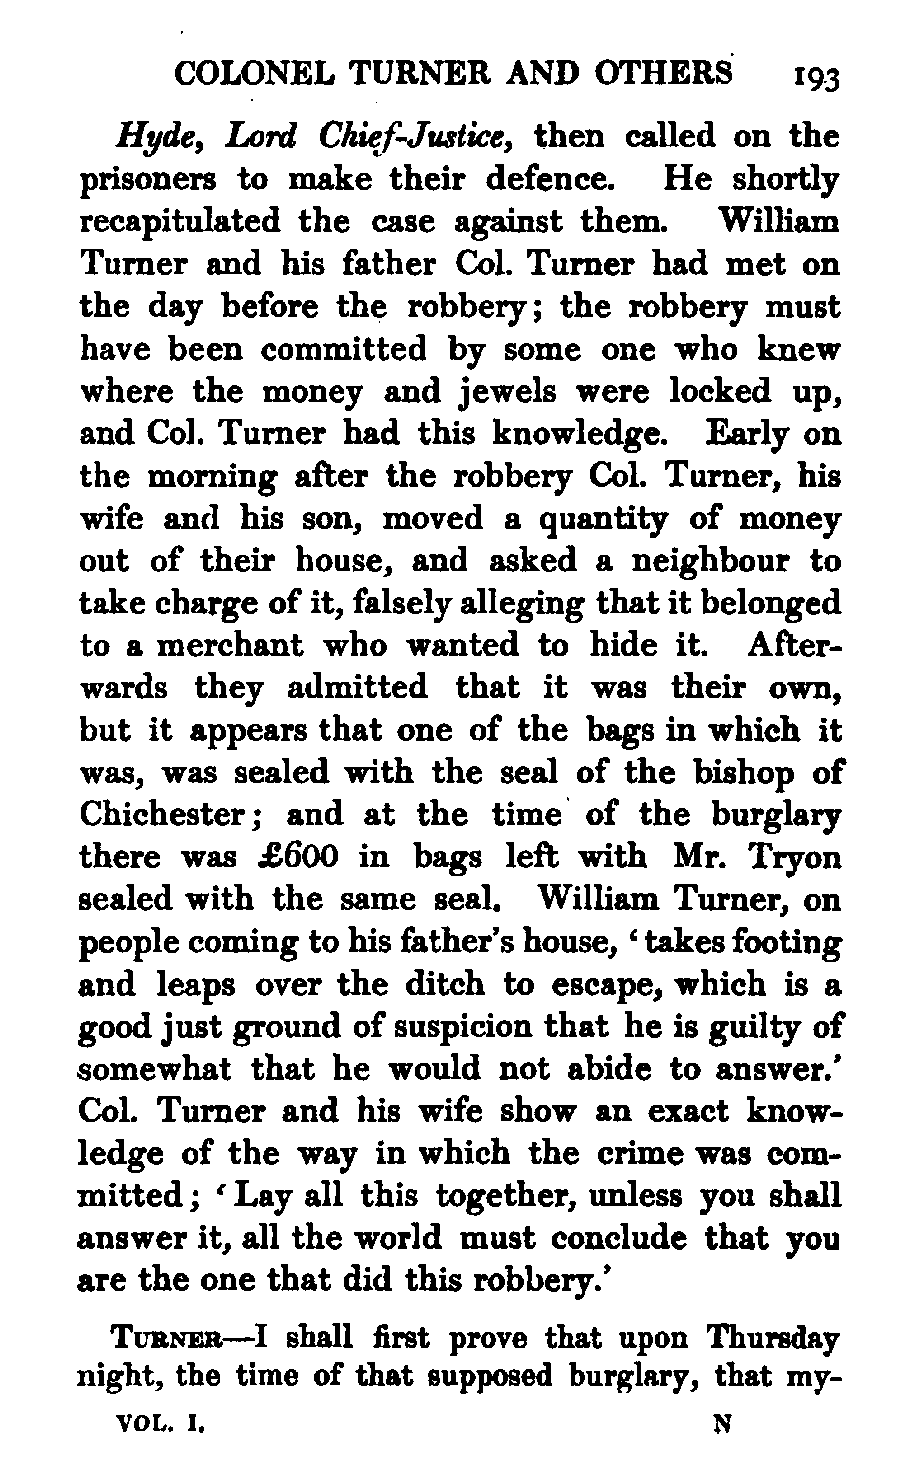 COLONEL TURNER AND OTHERS 193
Hyde, Lord Chief-Justice, then called on the
prisoners to make their defence. He shortly
recapitulated the case against them. William
Turner and his father Col. Turner had met on
the day before the robbery; the robbery must
have been committed by some one who knew
where the money and jewels were locked up,
and Col. Turner had this knowledge. Early on
the morning after the robbery Col. Turner, his
wife and his son, moved a quantity of money
out of their house, and asked a neighbour to
take charge of it, falsely alleging that it belonged
to a merchant who wanted to hide it. After-
wards they admitted that it was their own,
but it appears that one of the bags in which it
was, was sealed with the seal of the bishop of
Chichester; and at the time of the burglary
there was £600 in bags left with Mr. Tryon
sealed with the same seal. William Turner, on
people coming to his father's house, ‘takes footing
and leaps over the ditch to escape, which is a
good just ground of suspicion that he is guilty of
somewhat that he would not abide to answer.’
Col. Turner and his wife show an exact know-
ledge of the way in which the crime was com-
mitted; ‘Lay all this together, unless you shall
answer it, all the world must conclude that you
are the one that did this robbery.’
TURNER—I shall first prove that upon Thursday
night, the time of that supposed burglary, that my-
VOL. I. N